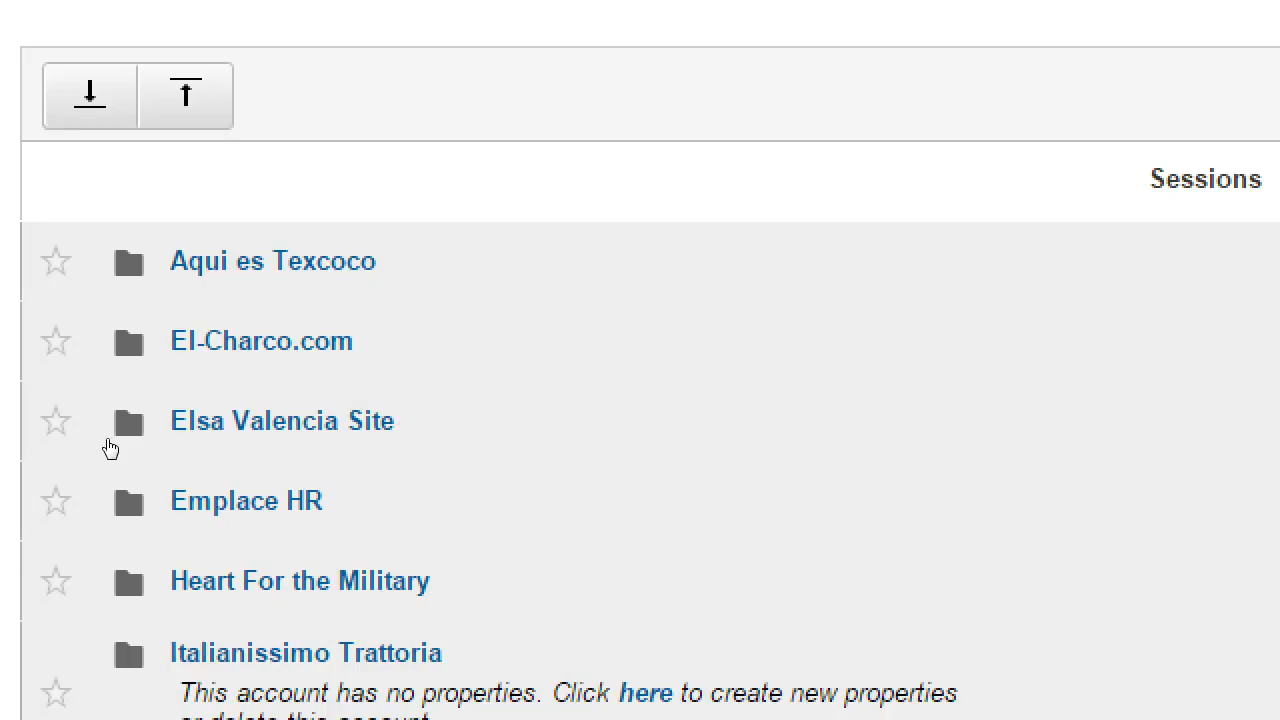 Sessions
Aqui es Texcoco
El-Charco.com
Elsa Valencia Site
Emplace HR
Heart For the Military
Italianissimo Trattoria
This account has no properties. Click here to create new properties
or delete this account.